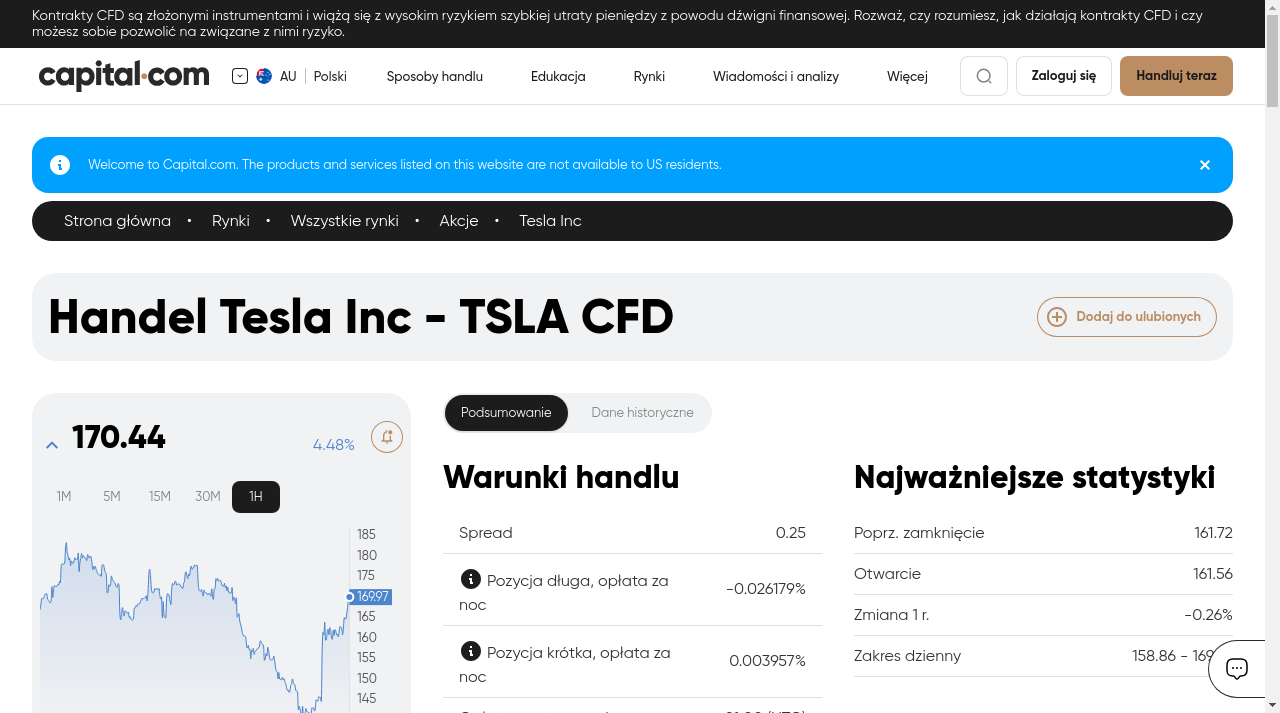 Kontrakty CFD są złożonymi instrumentami i wiążą się z wysokim ryzykiem szybkiej utraty pieniędzy z powodu dźwigni finansowej. Rozważ, czy rozumiesz, jak działają kontrakty CFD i czy
możesz sobie pozwolić na związane z nimi ryzyko.
capital.com
AU
Polski
Sposoby handlu
Edukacja
Rynki
Wiadomości i analizy
Więcej
Zaloguj się
Handluj teraz
Welcome to Capital.com. The products and services listed on this website are not available to US residents.
Strona główna • Rynki • Wszystkie rynki • Akcje • Tesla Inc
Handel Tesla Inc - TSLA CFD
Dodaj do ulubionych
170.44
4.48%
1M 5M 15M 30M 1H
185
180
175
169.97
165
160
155
150
145
Podsumowanie
Dane historyczne
Warunki handlu
Spread 0.25
Pozycja długa, opłata za
noc
-0.026179%
Pozycja krótka, opłata za
noc
0.003957%
Najważniejsze statystyki
Poprz. zamknięcie 161.72
Otwarcie 161.56
Zmiana 1 r. -0.26%
Zakres dzienny 158.86 -